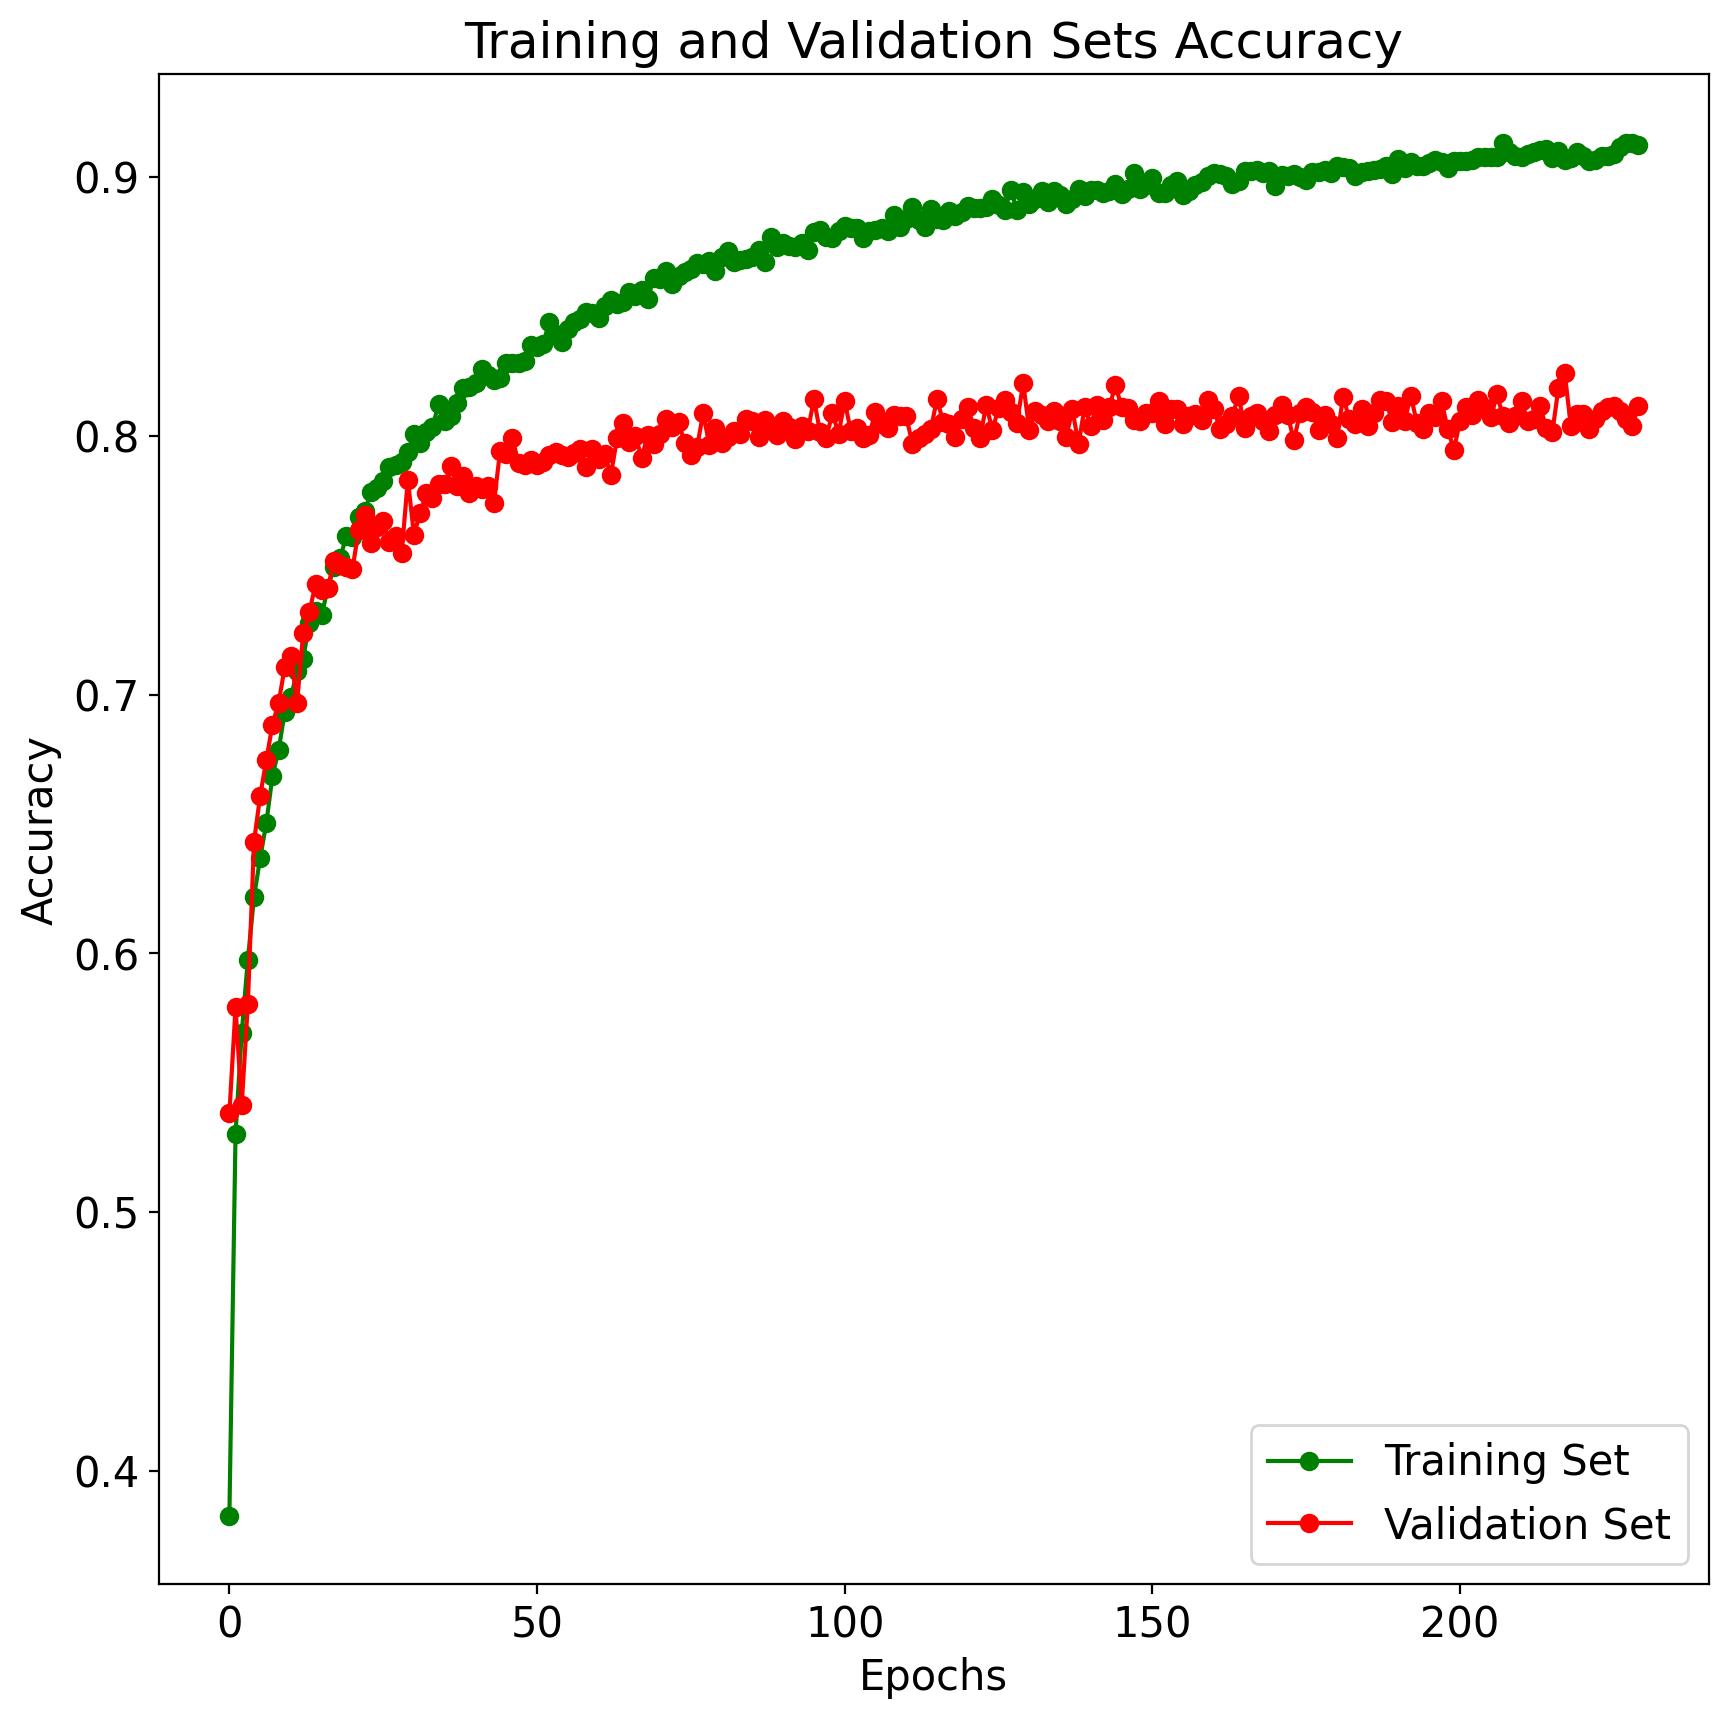 Training and Validation Sets Accuracy
Accuracy
0.9
0.8
0.7
0.6
0.5
0.4
0 50 100 150 200
Epochs
Training Set
Validation Set